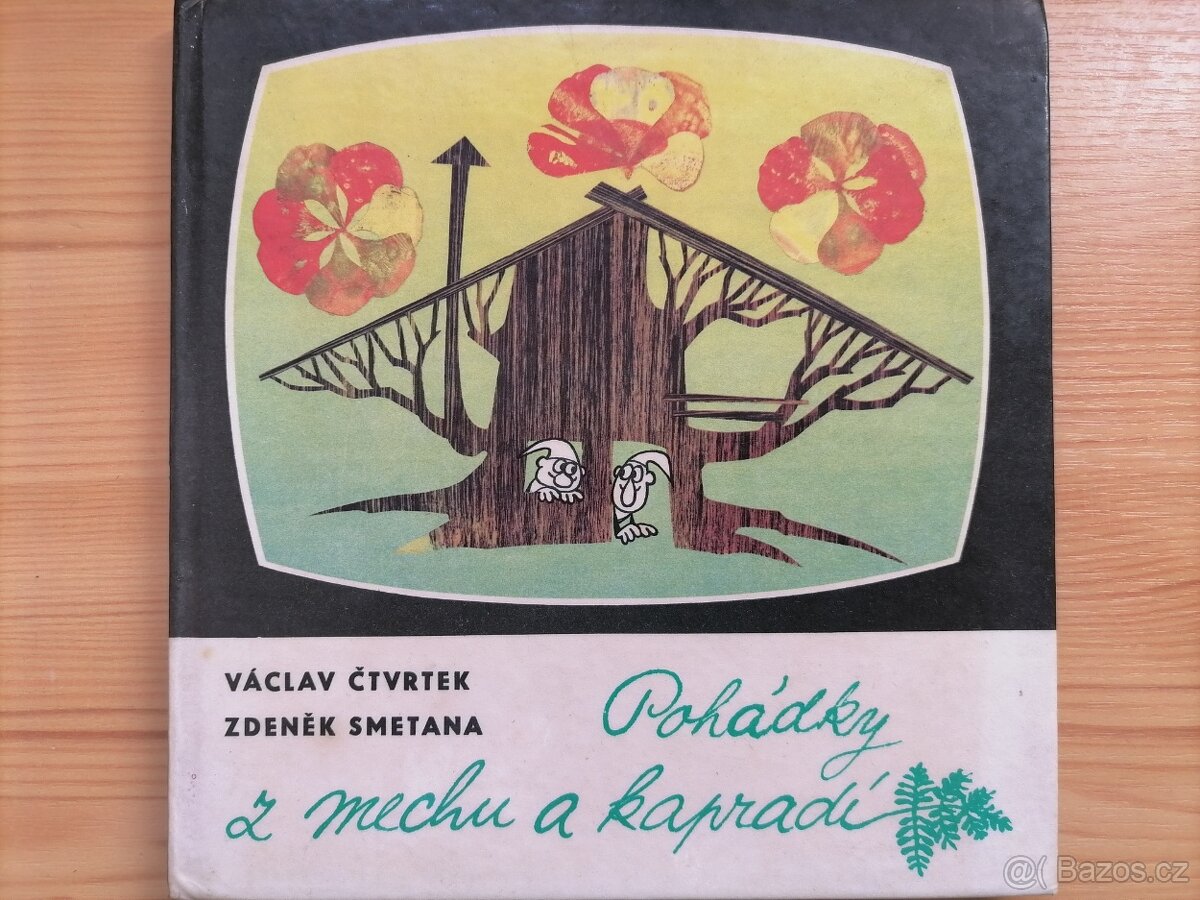 VÁCLAV ČTVRTEK
ZDENĚK SMETANA
Pohádky
z mechu a kapradí
@( Bazos.cz